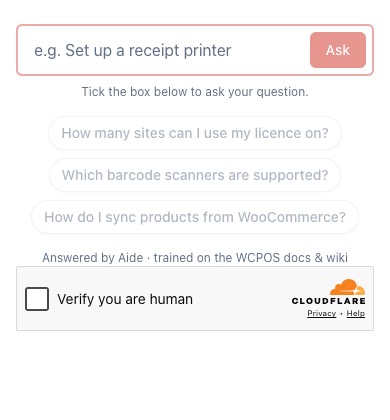 e.g. Set up a receipt printer
Ask
Tick the box below to ask your question.
How many sites can I use my licence on?
Which barcode scanners are supported?
How do I sync products from WooCommerce?
Answered by Aide · trained on the WCPOS docs & wiki
Verify you are human
CLOUDFLARE
Privacy • Help